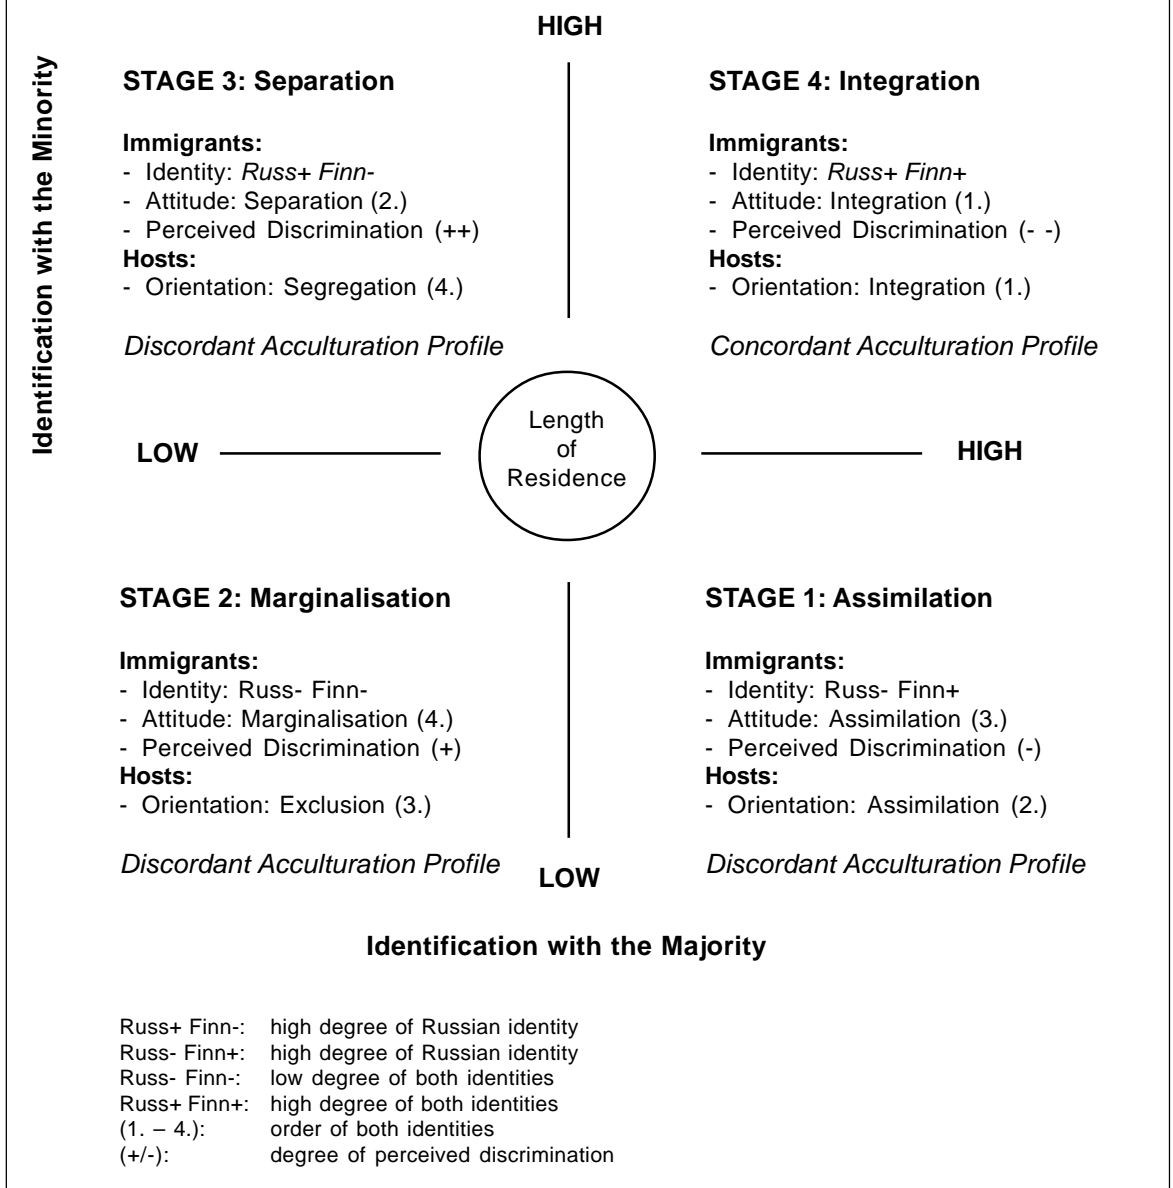 HIGH
Identification with the Minority
STAGE 3: Separation
Immigrants:
- Identity: Russ+ Finn-
- Attitude: Separation (2.)
- Perceived Discrimination (++)
Hosts:
- Orientation: Segregation (4.)
Discordant Acculturation Profile
STAGE 4: Integration
Immigrants:
- Identity: Russ+ Finn+
- Attitude: Integration (1.)
- Perceived Discrimination (- -)
Hosts:
- Orientation: Integration (1.)
Concordant Acculturation Profile
LOW
Length
of
Residence
HIGH
STAGE 2: Marginalisation
Immigrants:
- Identity: Russ- Finn-
- Attitude: Marginalisation (4.)
- Perceived Discrimination (+)
Hosts:
- Orientation: Exclusion (3.)
Discordant Acculturation Profile
STAGE 1: Assimilation
Immigrants:
- Identity: Russ- Finn+
- Attitude: Assimilation (3.)
- Perceived Discrimination (-)
Hosts:
- Orientation: Assimilation (2.)
Discordant Acculturation Profile
LOW
Identification with the Majority
Russ+ Finn-: high degree of Russian identity
Russ- Finn+: high degree of Russian identity
Russ- Finn-: low degree of both identities
Russ+ Finn+: high degree of both identities
(1. – 4.): order of both identities
(+/-): degree of perceived discrimination